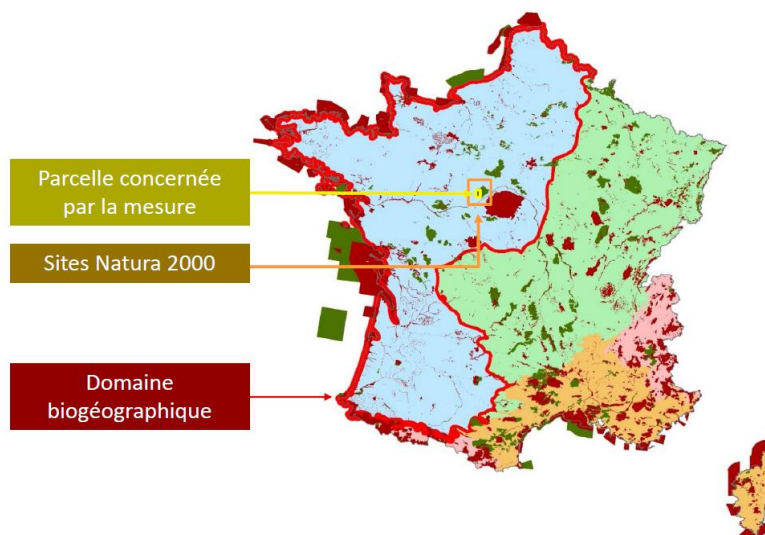 Parcelle concernée
par la mesure
Sites Natura 2000
Domaine
biogéographique